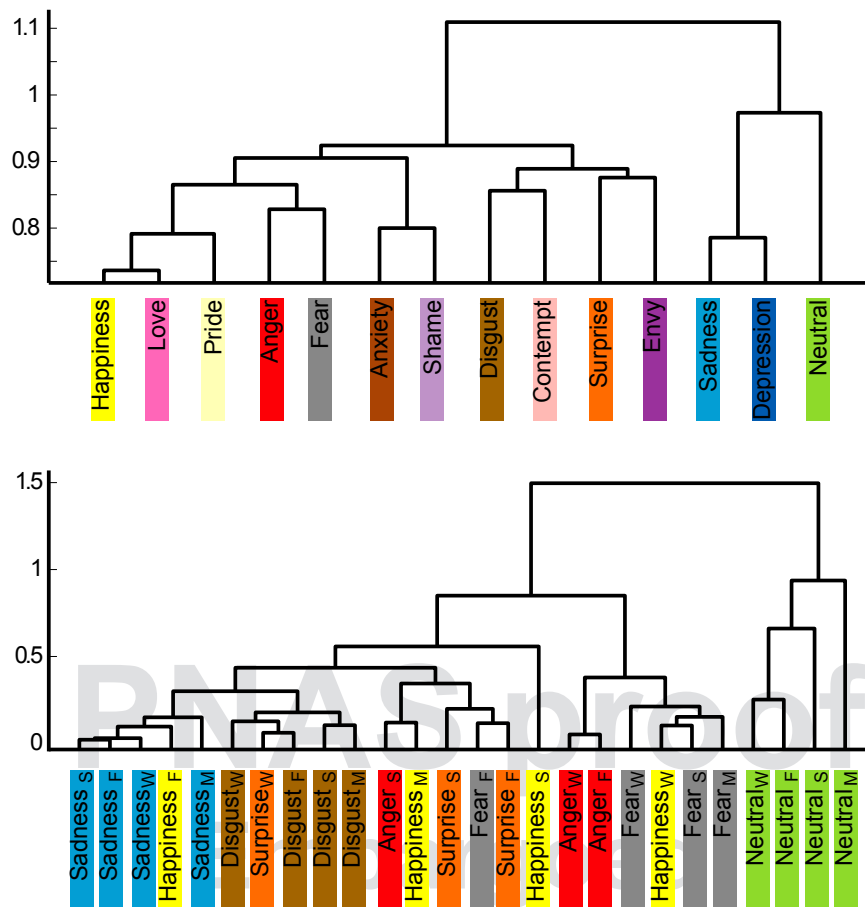 1.1
1
0.9
0.8
Happiness
Love
Pride
Anger
Fear
Anxiety
Shame
Disgust
Contempt
Surprise
Envy
Sadness
Depression
Neutral
1.5
1
0.5
0
PNAS proof
Sadness S
Sadness F
Sadness W
Happiness F
Sadness M
Disgust W
Surprise W
Disgust F
Disgust S
Disgust M
Anger S
Happiness M
Surprise S
Fear F
Surprise F
Happiness S
Anger W
Anger F
Fear W
Happiness W
Fear S
Fear M
Neutral W
Neutral F
Neutral S
Neutral M